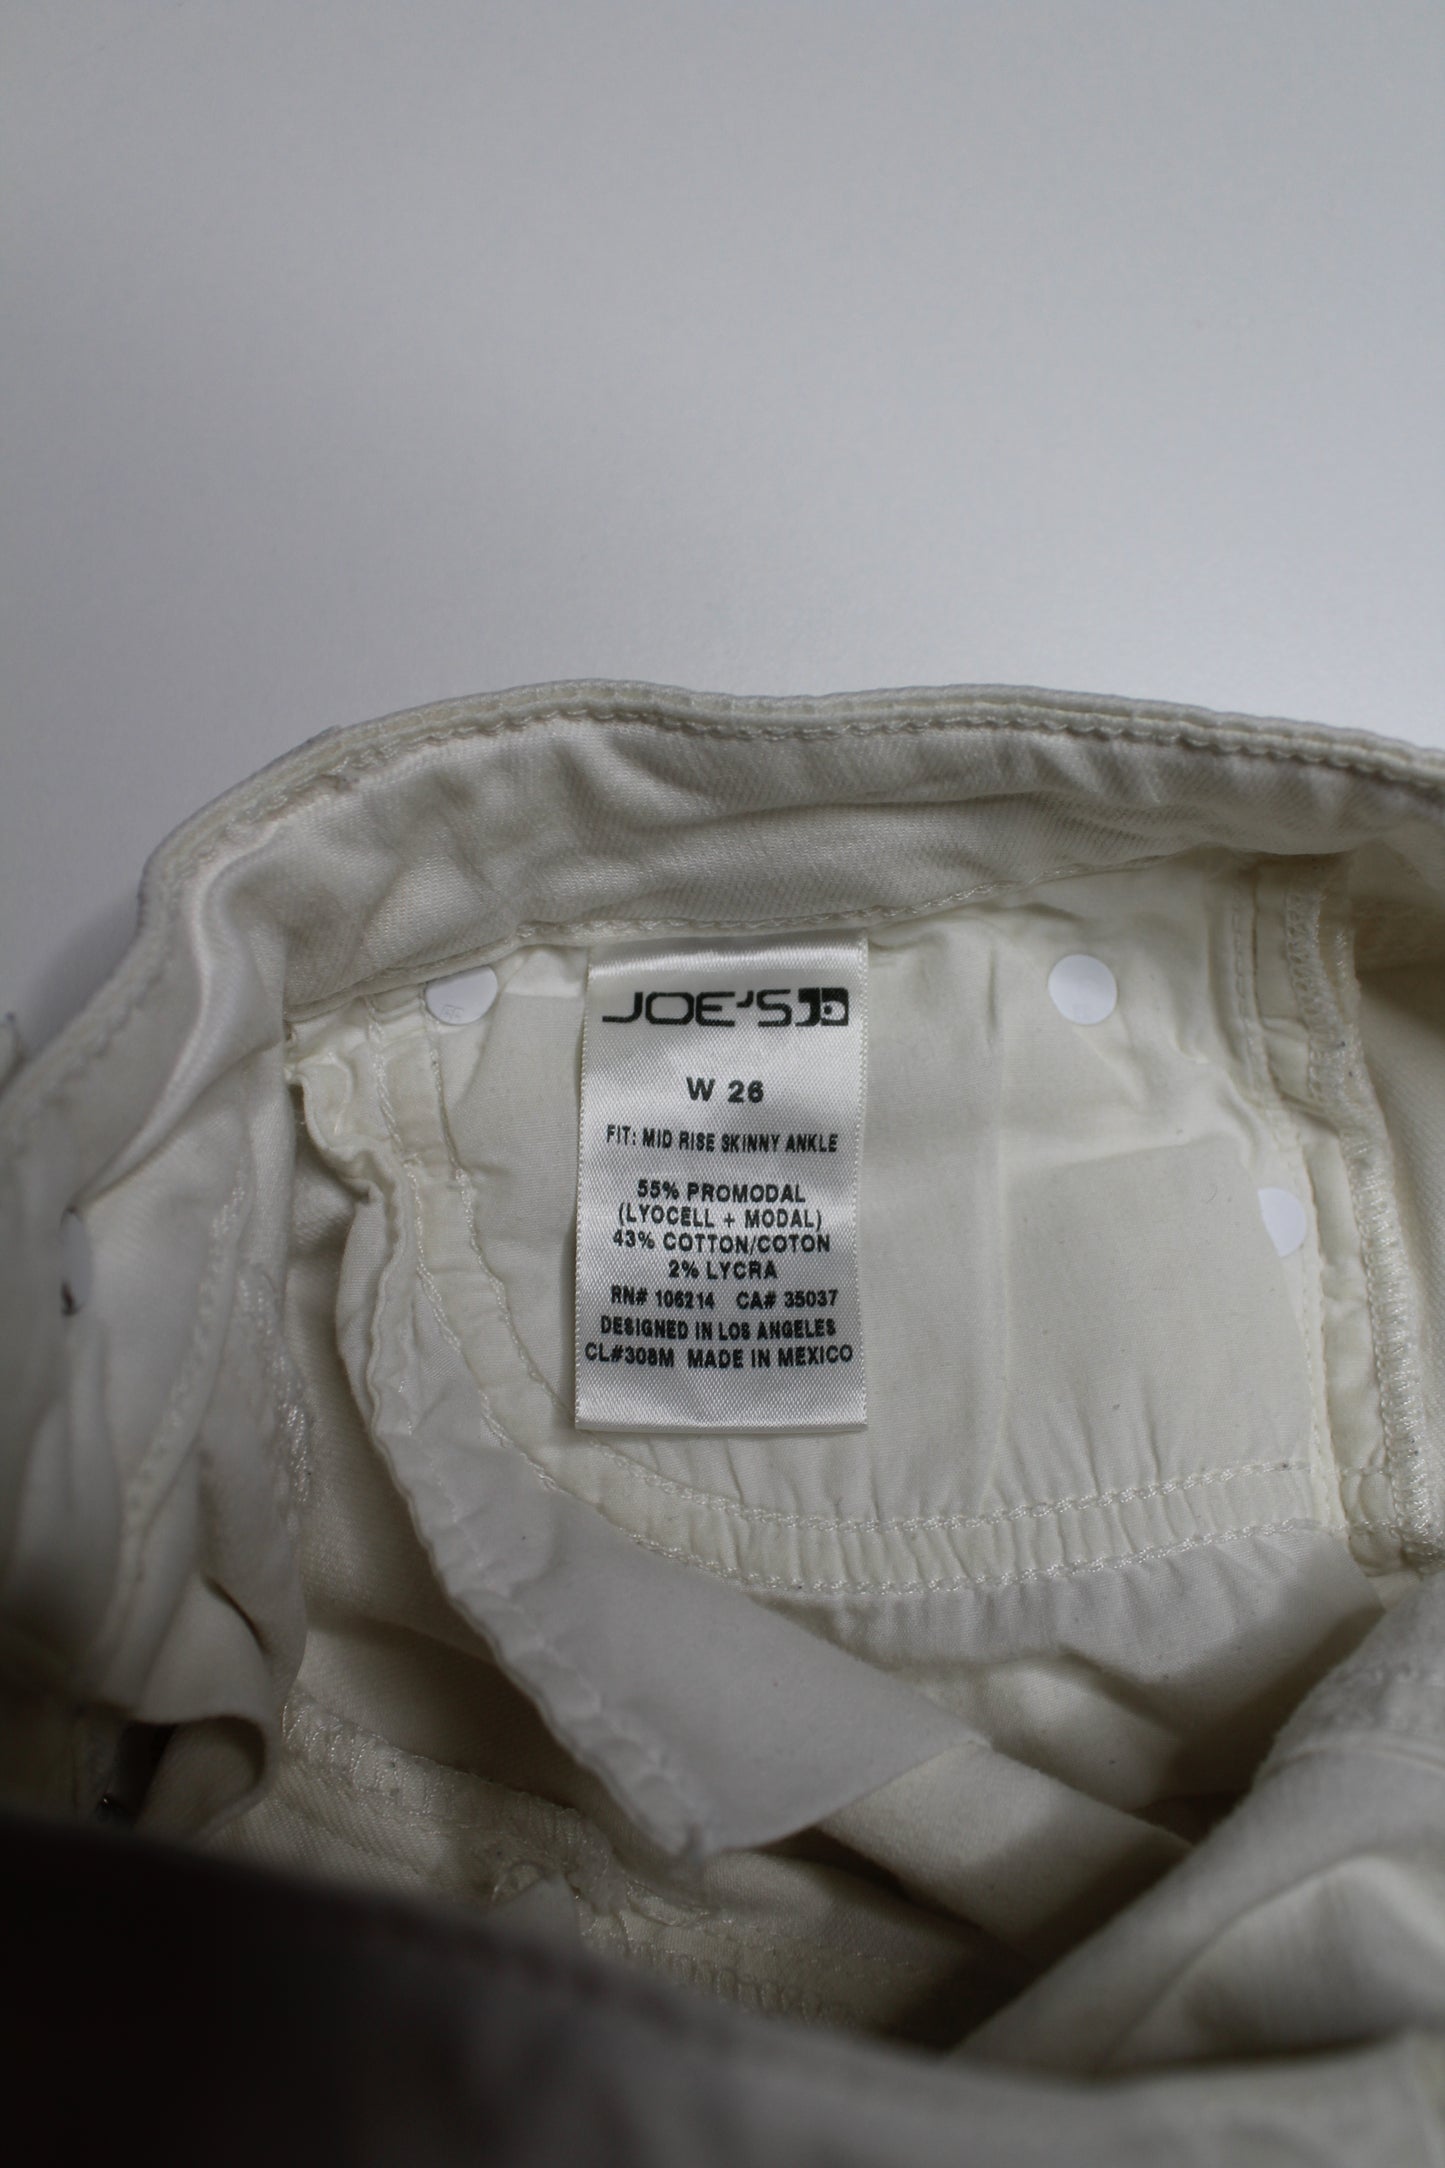 JOE'S
W 26
FIT: MID RISE SKINNY ANKLE
55% PROMODAL
(LYOCELL + MODAL)
43% COTTON/COTON
2% LYCRA
RN# 106214 CA# 35037
DESIGNED IN LOS ANGELES
CL#308M MADE IN MEXICO